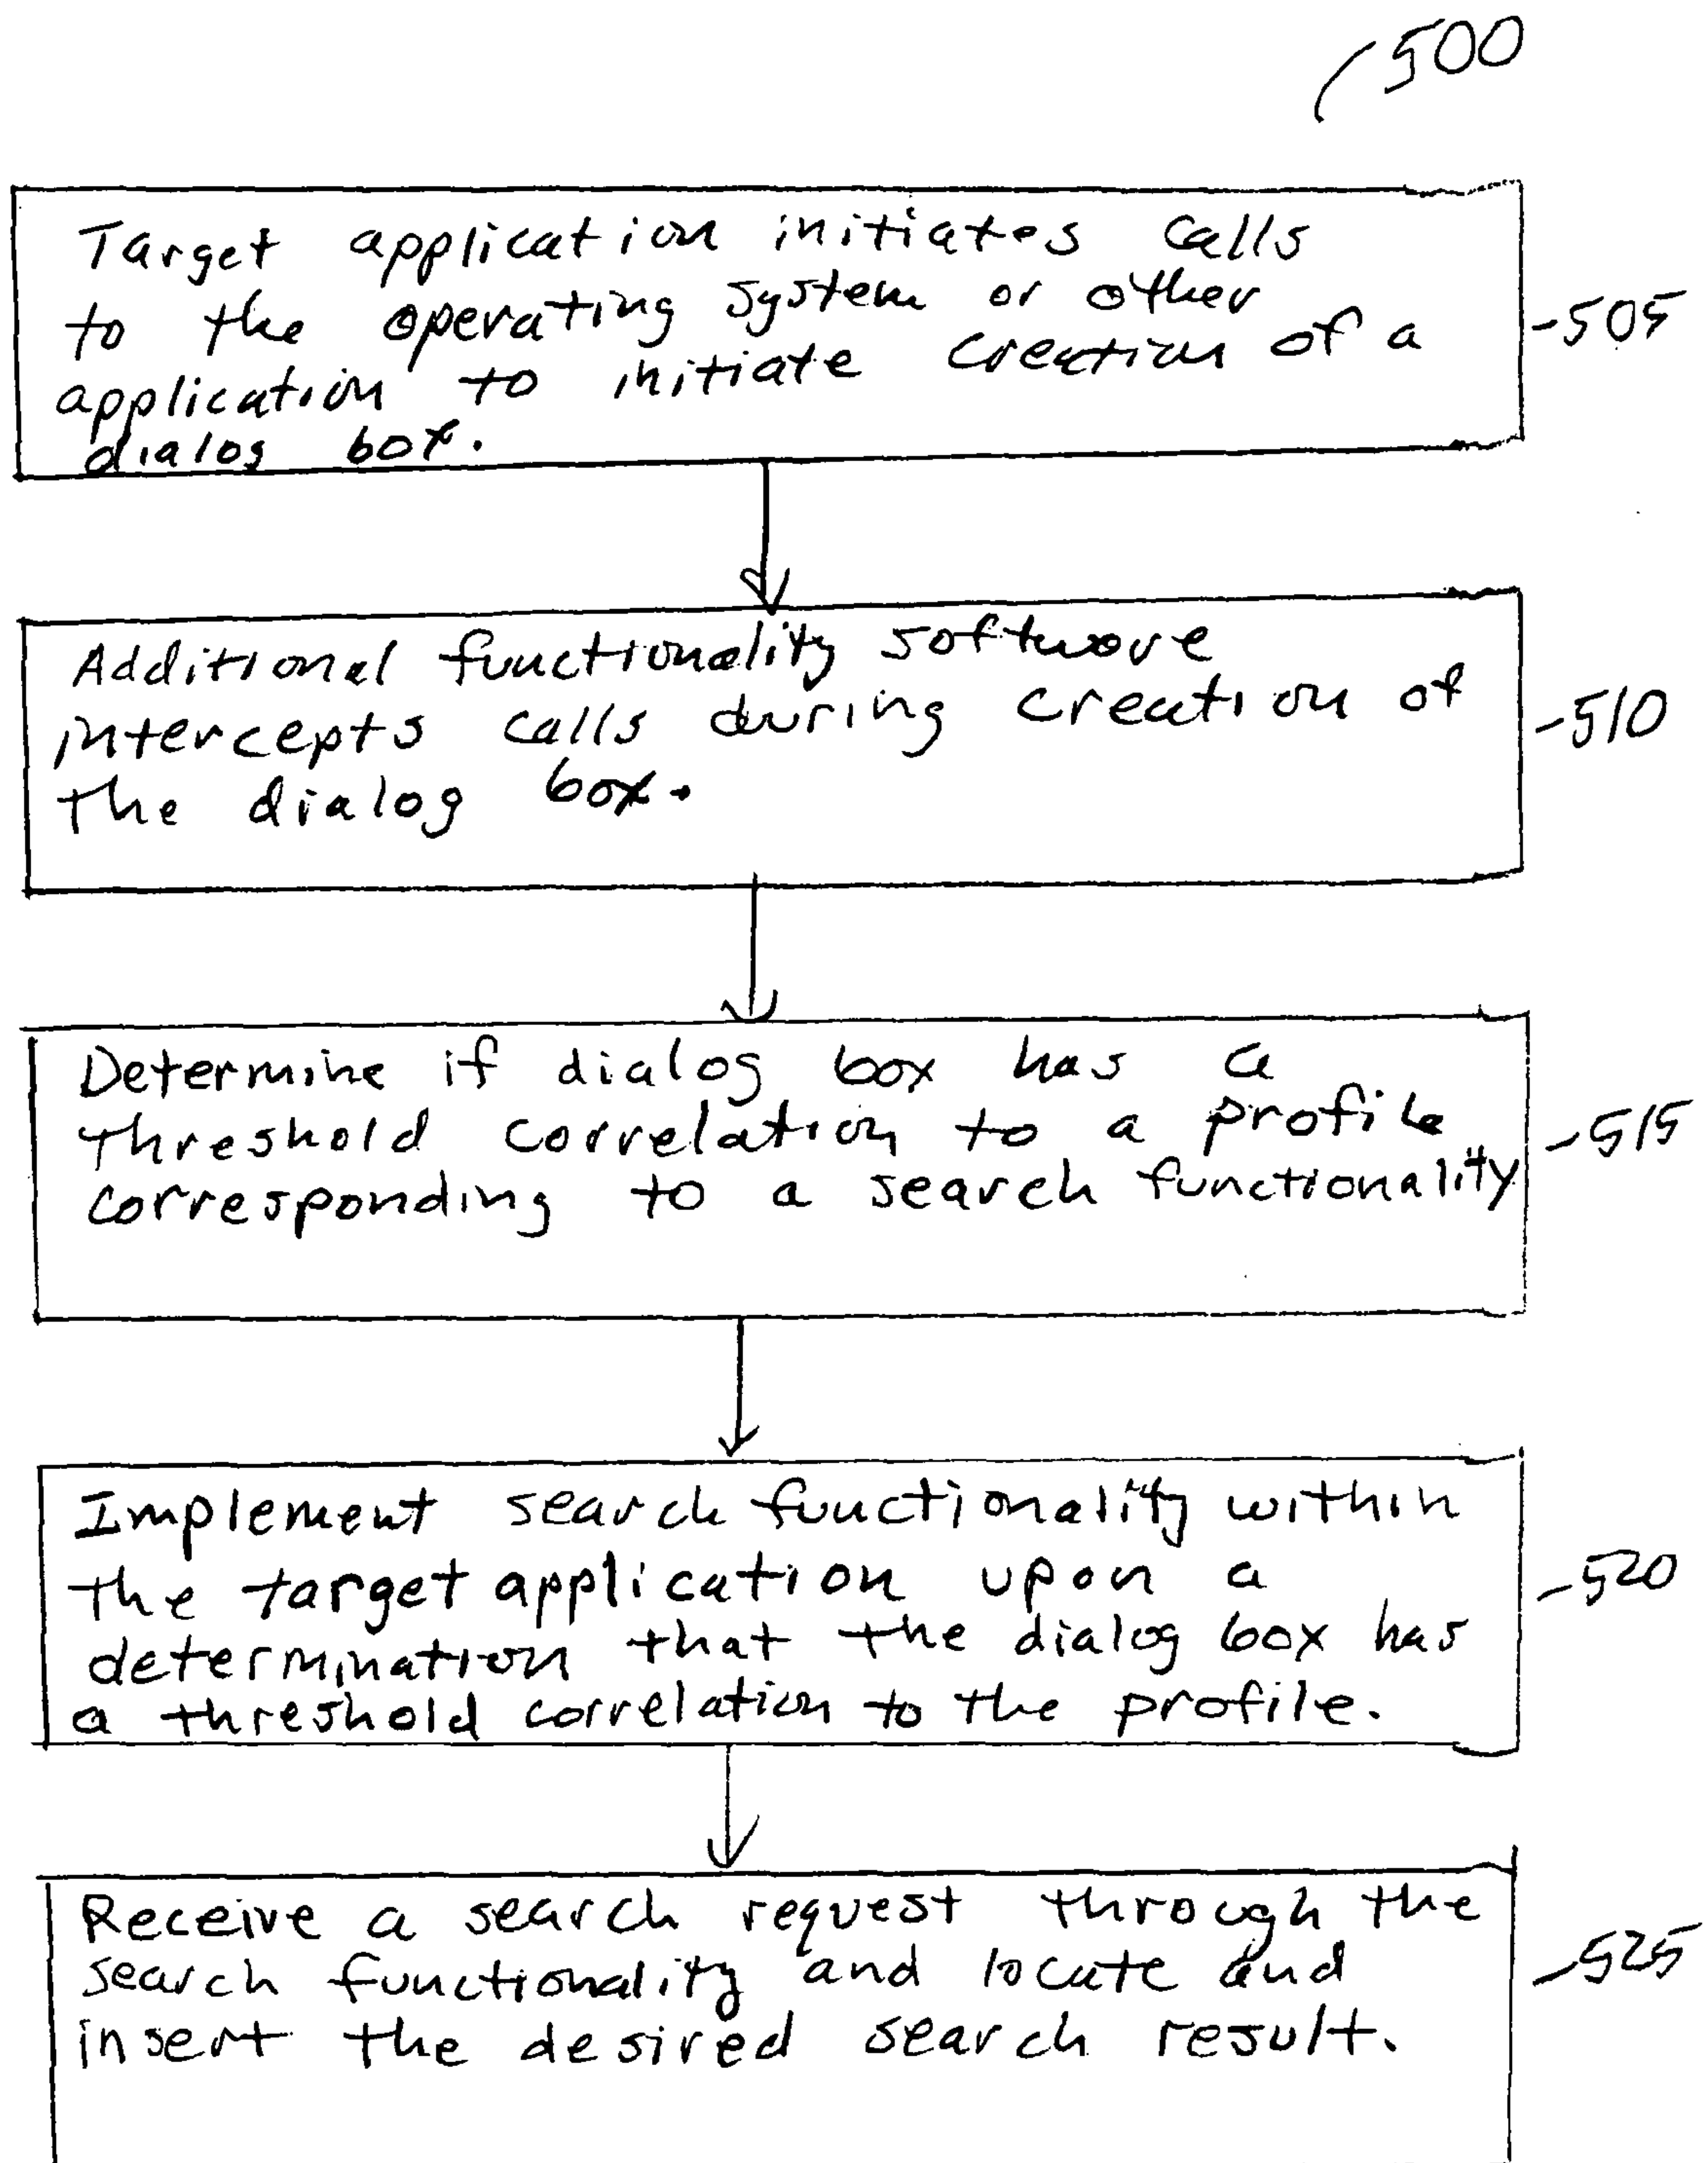 500
Target application initiates calls
to the operating system or other
application to initiate creation of a
dialog box.
-505
Additional functionality software
intercepts calls during creation of
the dialog box.
-510
Determine if dialog box has a
threshold correlation to a profile
corresponding to a search functionality
-515
Implement search functionality within
the target application upon a
determination that the dialog box has
a threshold correlation to the profile.
-520
Receive a search request through the
search functionality and locate and
insert the desired search result.
-525